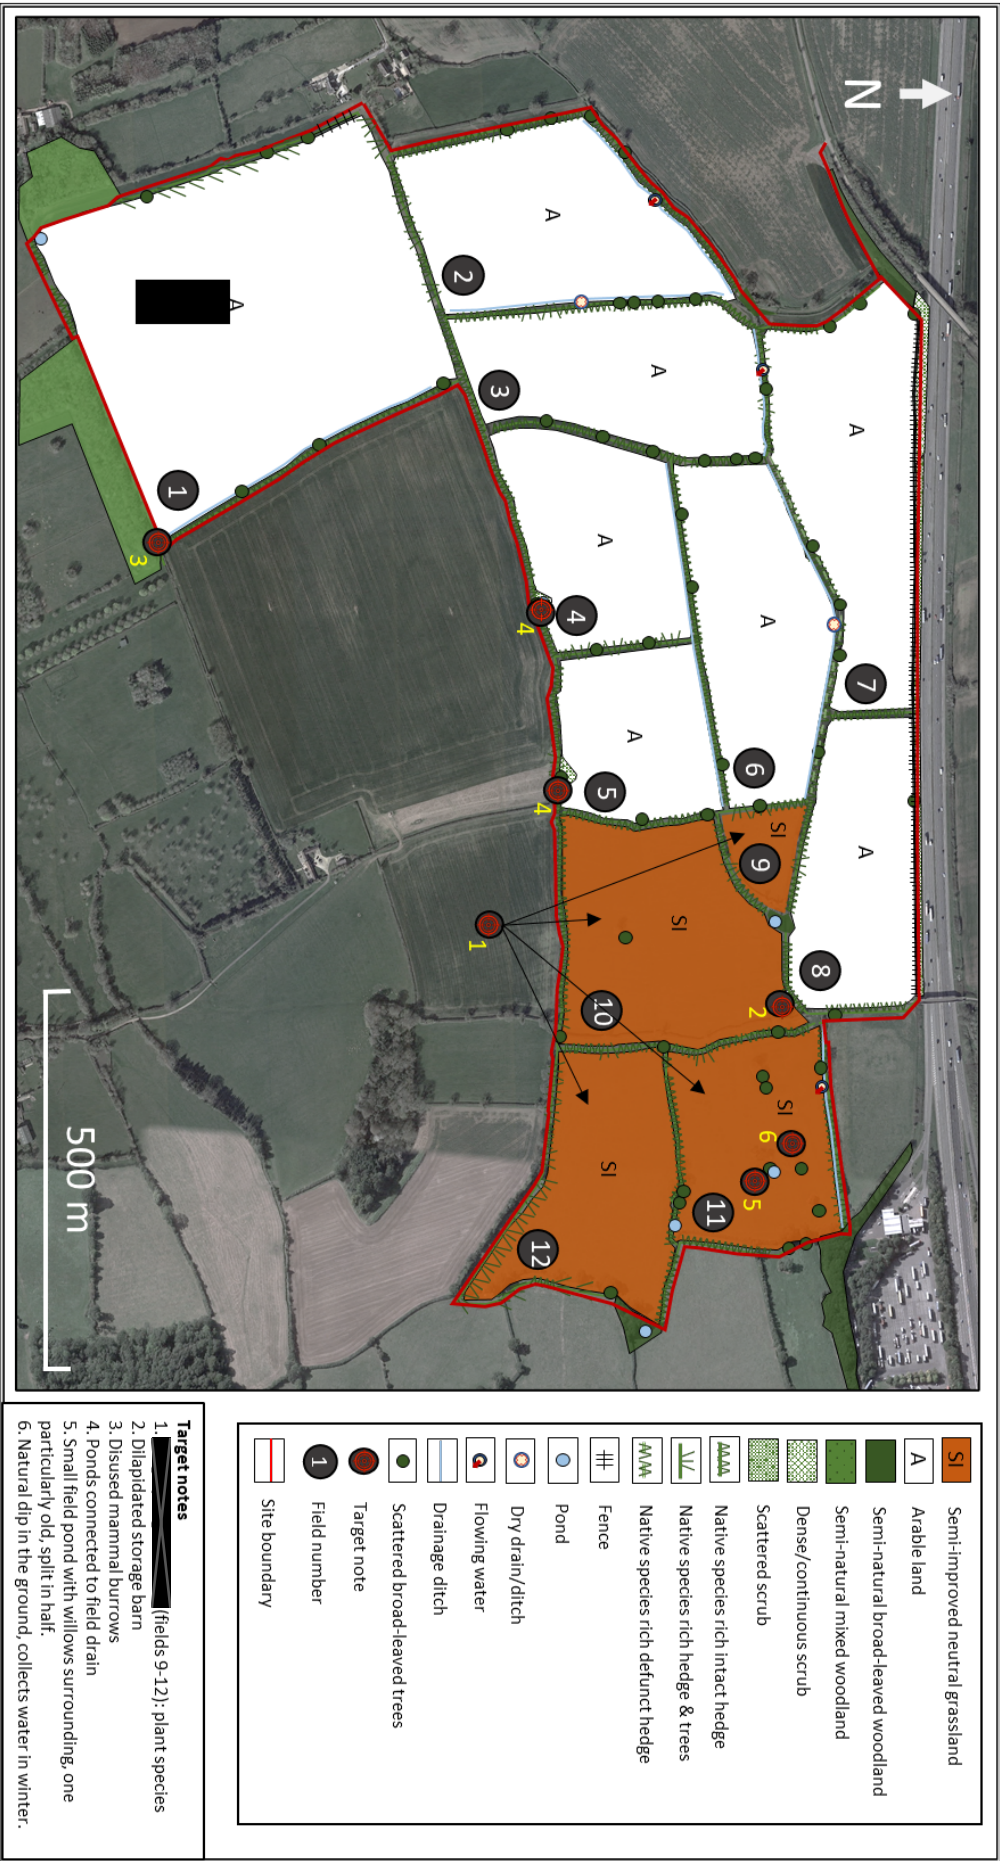 N
A
A
A
A
A
A
A
A
SI
SI
SI
SI
1
2
3
4
5
6
7
8
9
10
11
12
1
2
3
4
4
5
6
500 m
SI Semi-improved neutral grassland
A Arable land
Semi-natural broad-leaved woodland
Semi-natural mixed woodland
Dense/continuous scrub
Scattered scrub
Native species rich intact hedge
Native species rich hedge & trees
Native species rich defunct hedge
Fence
Pond
Dry drain/ditch
Flowing water
Drainage ditch
Scattered broad-leaved trees
Target note
1 Field number
Site boundary
Target notes
1. (fields 9-12): plant species
2. Dilapidated storage barn
3. Disused mammal burrows
4. Ponds connected to field drain
5. Small field pond with willows surrounding, one
particularly old, split in half.
6. Natural dip in the ground, collects water in winter.